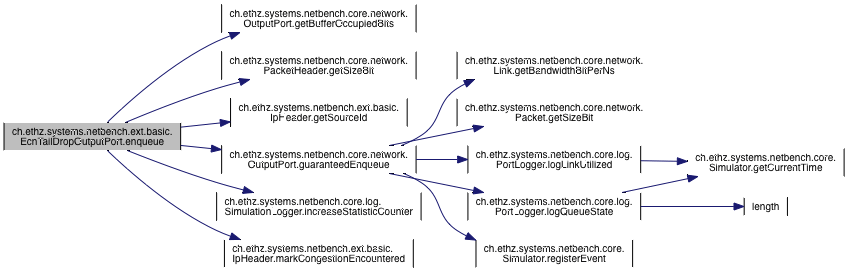 ch.ethz.systems.netbench.core.network.
OutputPort.getBufferOccupiedBits
ch.ethz.systems.netbench.core.network.
PacketHeader.getSizeBit
ch.ethz.systems.netbench.core.network.
Link.getBandwidthBitPerNs
ch.ethz.systems.netbench.ext.basic.
IpHeader.getSourceId
ch.ethz.systems.netbench.core.network.
Packet.getSizeBit
ch.ethz.systems.netbench.ext.basic.
EcnTailDropOutputPort.enqueue
ch.ethz.systems.netbench.core.network.
OutputPort.guaranteedEnqueue
ch.ethz.systems.netbench.core.log.
PortLogger.logLinkUtilized
ch.ethz.systems.netbench.core.
Simulator.getCurrentTime
ch.ethz.systems.netbench.core.log.
SimulationLogger.increaseStatisticCounter
ch.ethz.systems.netbench.core.log.
PortLogger.logQueueState
length
ch.ethz.systems.netbench.ext.basic.
IpHeader.markCongestionEncountered
ch.ethz.systems.netbench.core.
Simulator.registerEvent